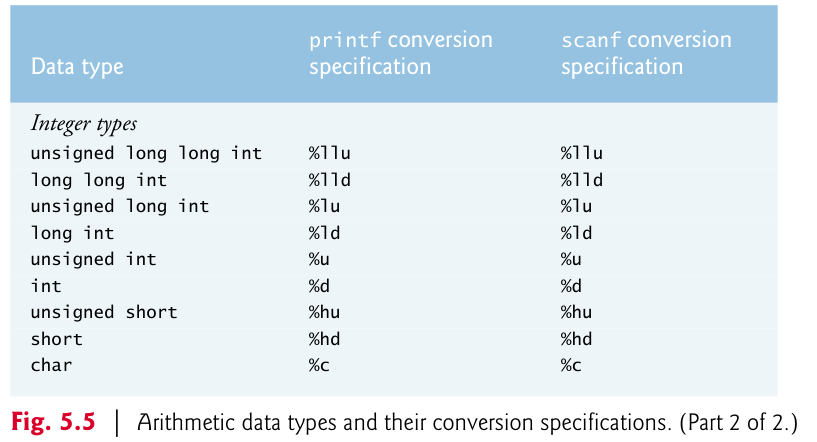 Data type printf conversion specification scanf conversion specification
Integer types
unsigned long long int %llu %llu
long long int %lld %lld
unsigned long int %lu %lu
long int %ld %ld
unsigned int %u %u
int %d %d
unsigned short %hu %hu
short %hd %hd
char %c %c
Fig. 5.5 | Arithmetic data types and their conversion specifications. (Part 2 of 2.)